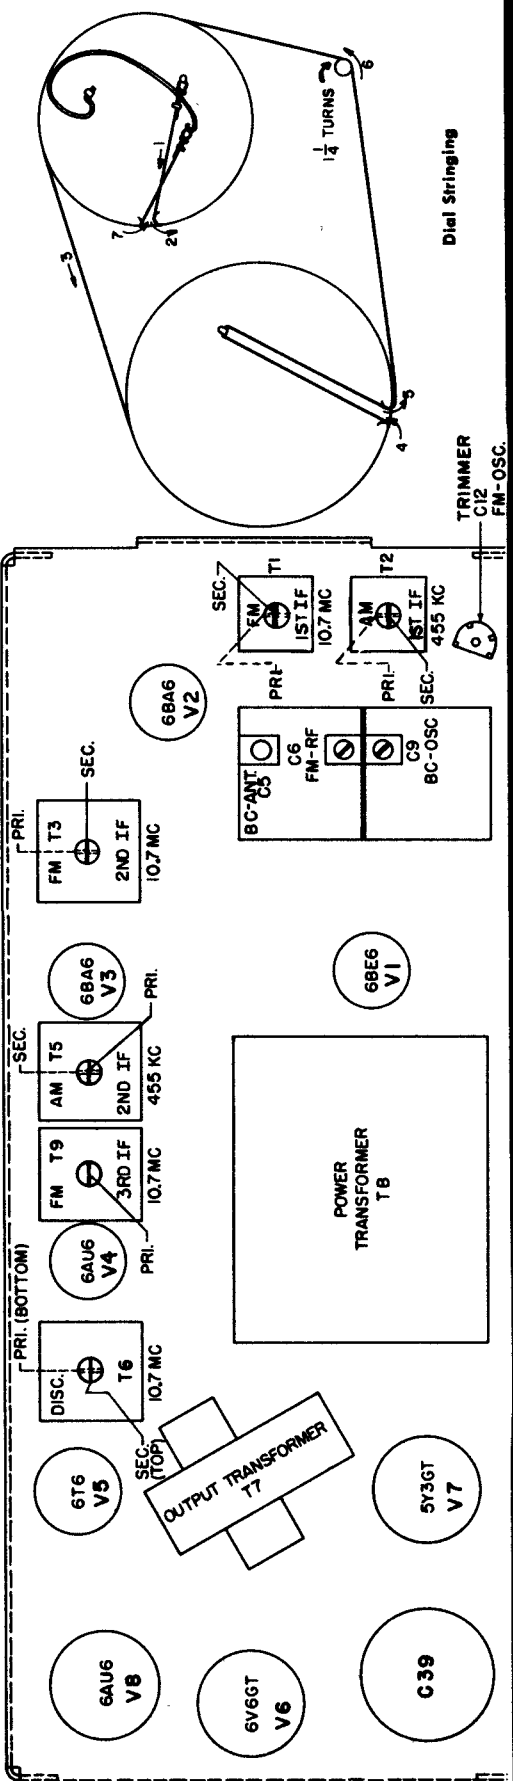 PRI. (BOTTOM)
DISC.
T6
10.7 MC
SEC.
(TOP)
6T6
V5
6AU6
V8
6V6GT
V6
C39
5Y3GT
V7
OUTPUT TRANSFORMER
T7
6AU6
V4
FM T9
3RD IF
10.7 MC
PRI.
SEC.
AM T5
2ND IF
455 KC
PRI.
6BA6
V3
PRI.
FM T3
2ND IF
10.7 MC
SEC.
POWER
TRANSFORMER
T8
6BE6
V1
6BA6
V2
BC-ANT.
C5
C6
FM-RF
C9
BC-OSC
SEC.
PRI.
FM
1ST IF
10.7 MC
T1
PRI.
AM
1ST IF
455 KC
T2
SEC.
TRIMMER
C12
FM-OSC.
3
7
2
1
4
5
6
1 1/4 TURNS
Dial Stringing